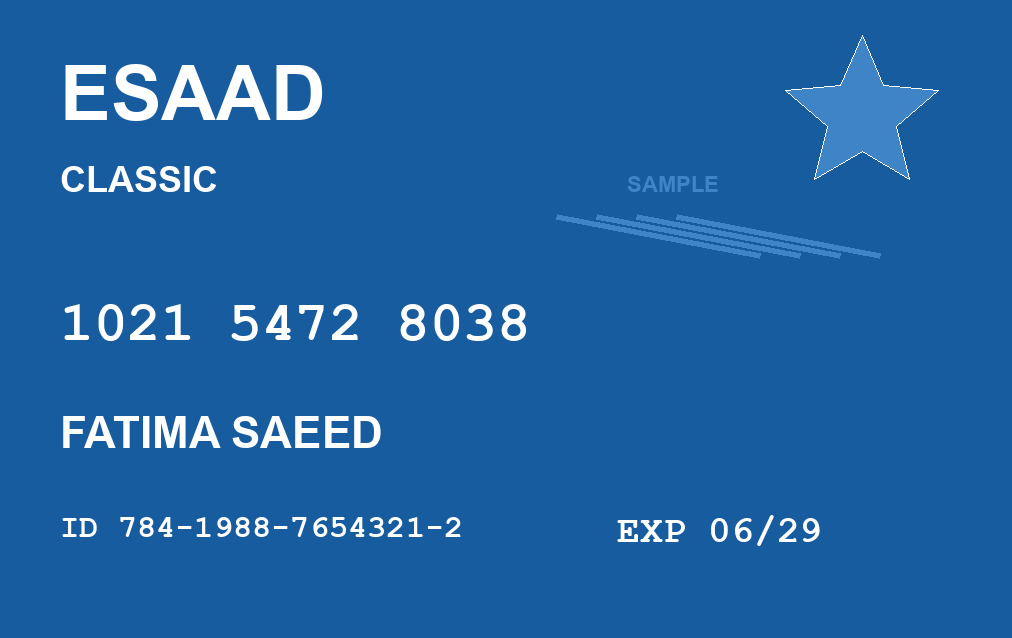 ESAAD
CLASSIC
SAMPLE
1021 5472 8038
FATIMA SAEED
ID 784-1988-7654321-2
EXP 06/29